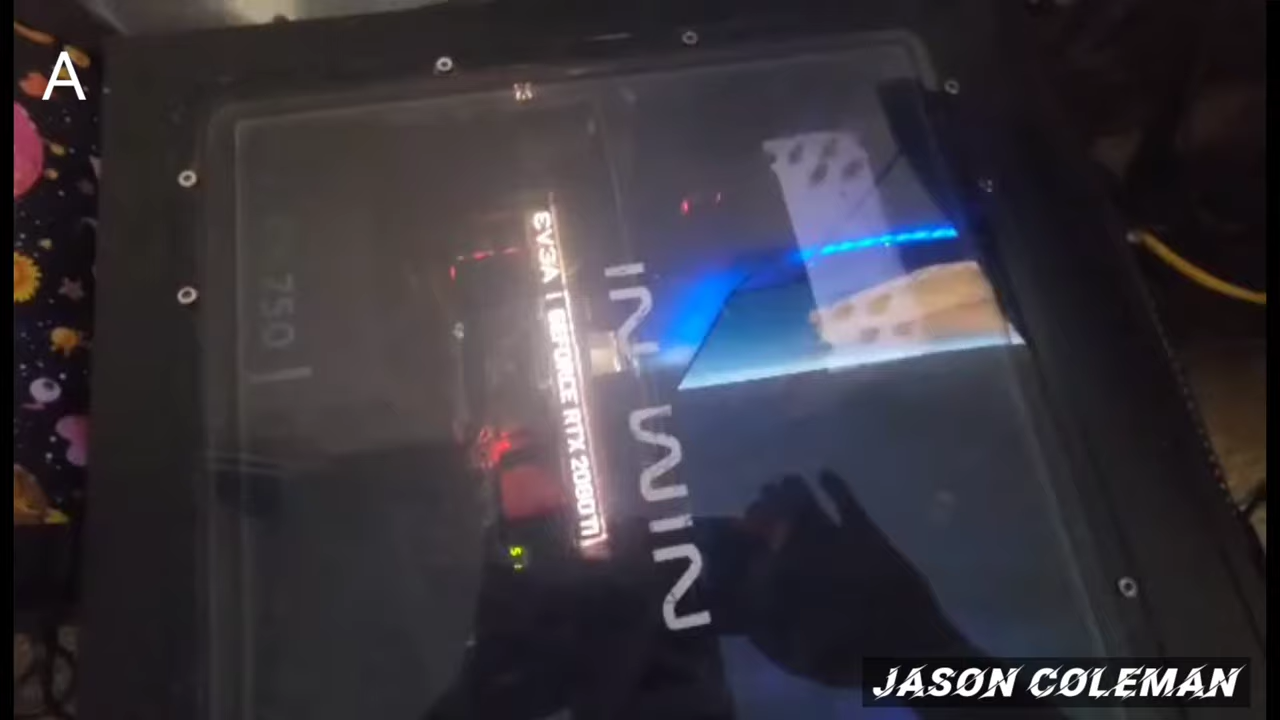 A
750
EVGA | GEFORCE RTX 2080TI
IN WIN
JASON COLEMAN